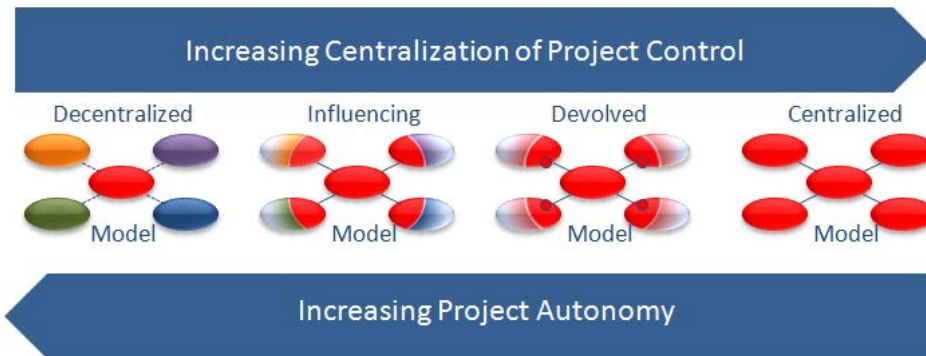 Increasing Centralization of Project Control
Decentralized Influencing Devolved Centralized
Model Model Model Model
Increasing Project Autonomy